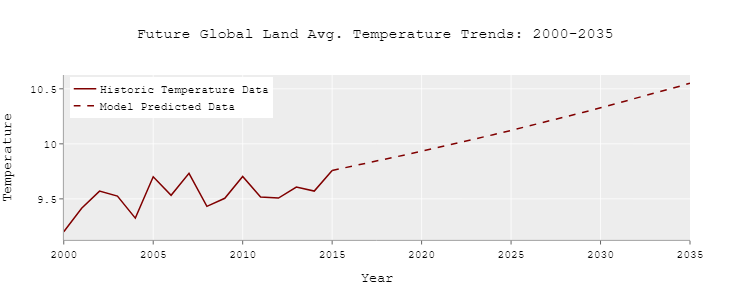 Future Global Land Avg. Temperature Trends: 2000-2035
Historic Temperature Data
Model Predicted Data
Temperature
10.5
10
9.5
2000 2005 2010 2015 2020 2025 2030 2035
Year